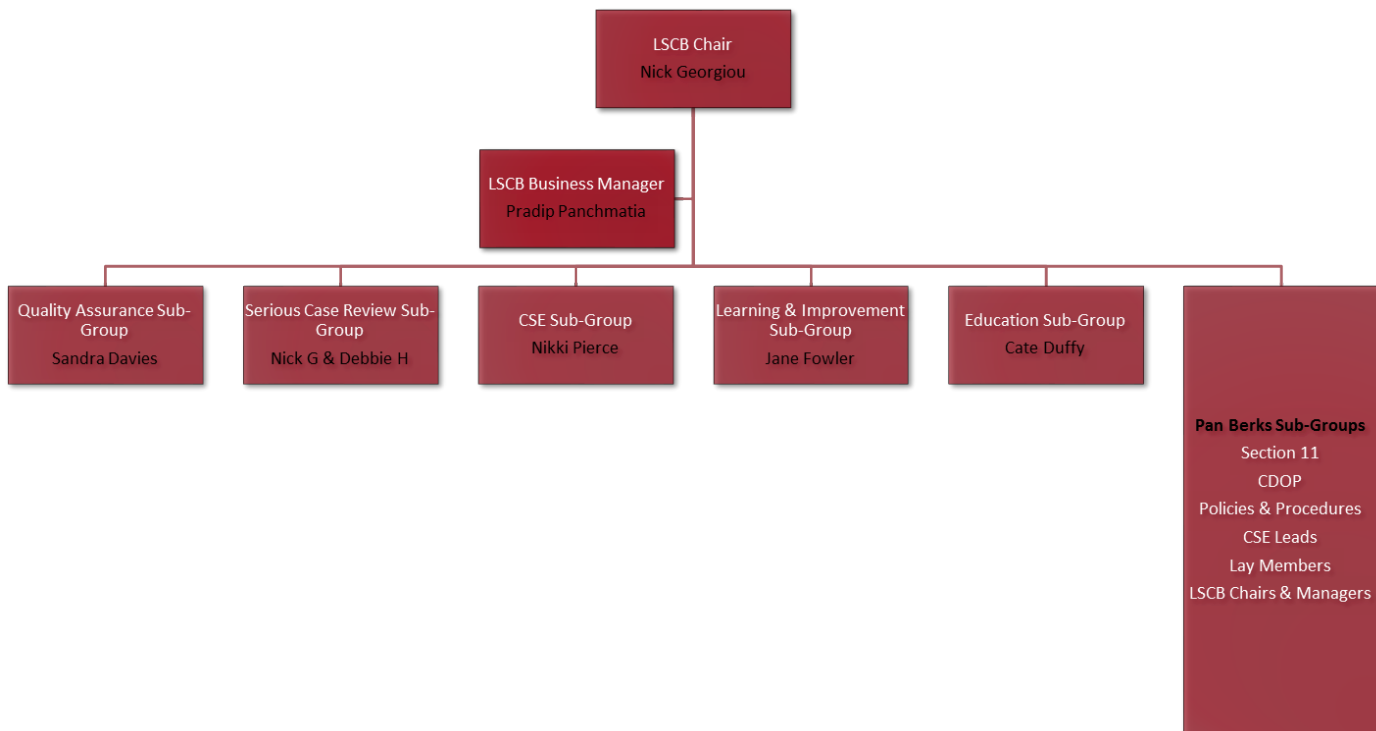 LSCB Chair
Nick Georgiou
LSCB Business Manager
Pradip Panchmatia
Quality Assurance Sub-
Group
Sandra Davies
Serious Case Review Sub-
Group
Nick G & Debbie H
CSE Sub-Group
Nikki Pierce
Learning & Improvement
Sub-Group
Jane Fowler
Education Sub-Group
Cate Duffy
Pan Berks Sub-Groups
Section 11
CDOP
Policies & Procedures
CSE Leads
Lay Members
LSCB Chairs & Managers